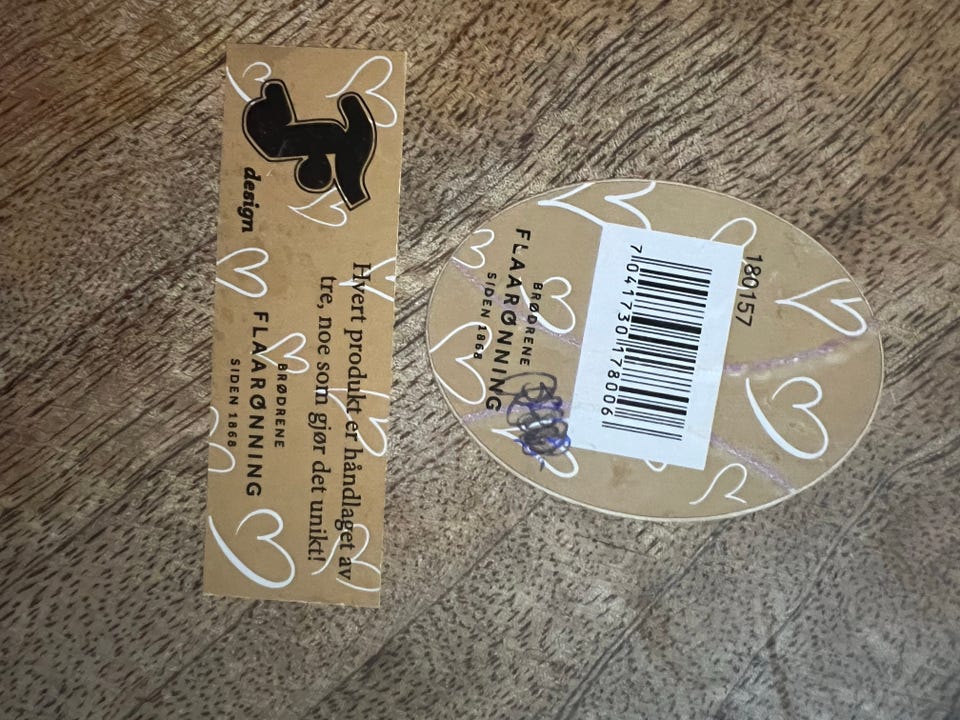 F
design
Hvert produkt er håndlaget av
tre, noe som gjør det unikt!
BRØDRENE
FLAARØNNING
SIDEN 1868
180157
7 041730 178006
BRØDRENE
FLAARØNNING
SIDEN 1868